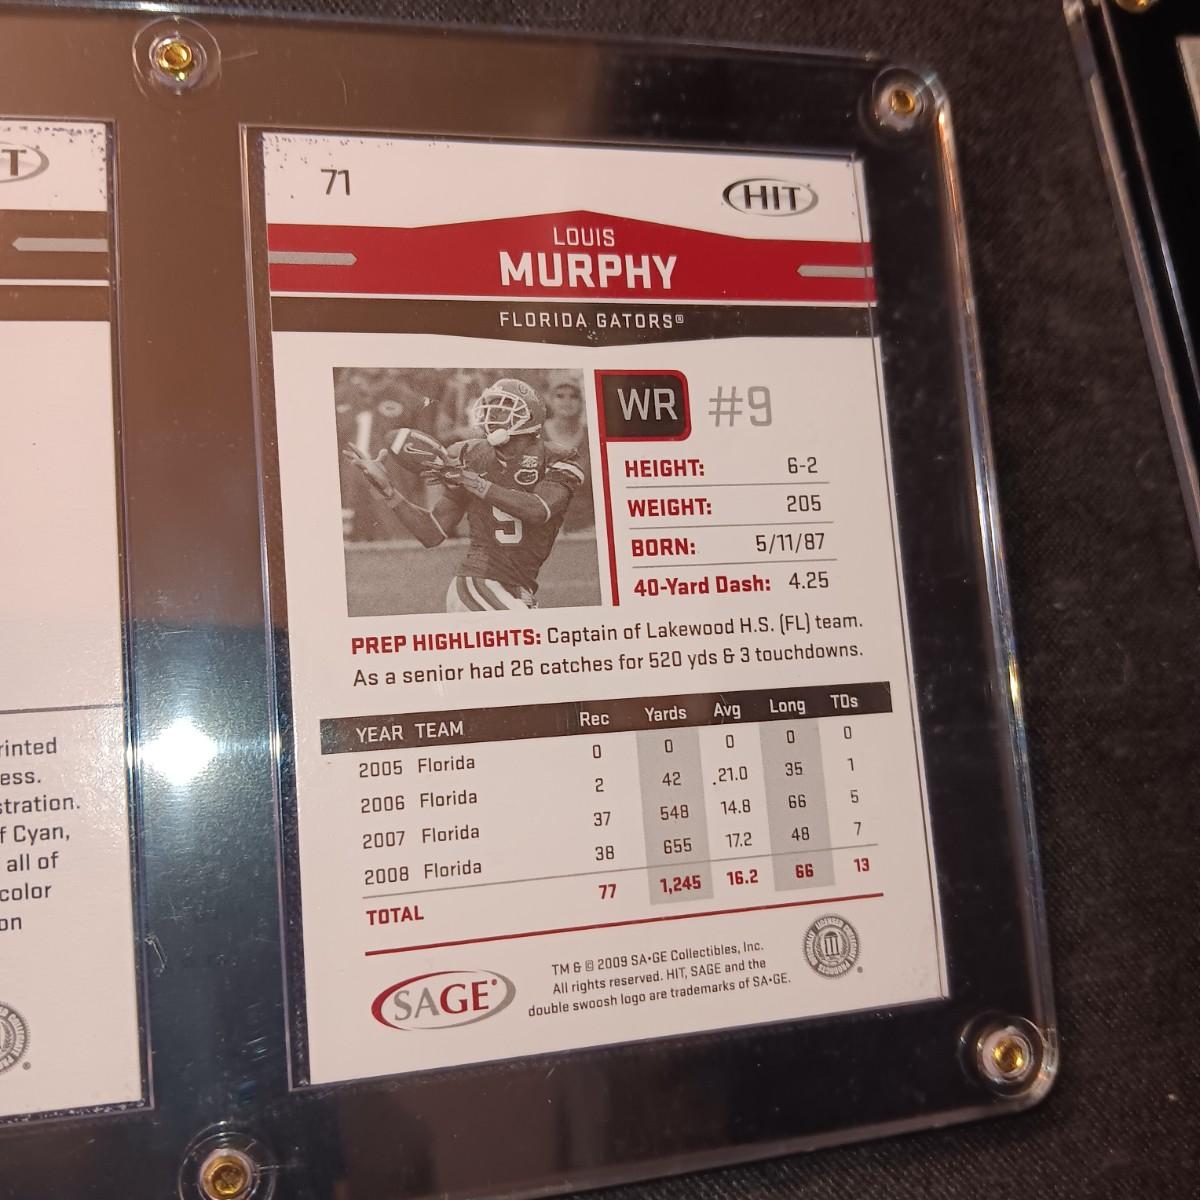 T
71
HIT
LOUIS
MURPHY
FLORIDA GATORS®
WR #9
9
HEIGHT: 6-2
WEIGHT: 205
BORN: 5/11/87
40-Yard Dash: 4.25
PREP HIGHLIGHTS: Captain of Lakewood H.S. (FL) team.
As a senior had 26 catches for 520 yds & 3 touchdowns.
YEAR TEAM Rec Yards Avg Long TDs
2005 Florida 0 0 0 0 0
2006 Florida 2 42 .21.0 35 1
2007 Florida 37 548 14.8 66 5
2008 Florida 38 655 17.2 48 7
TOTAL 77 1,245 16.2 66 13
SAGE
TM & © 2009 SA•GE Collectibles, Inc.
All rights reserved. HIT, SAGE and the
double swoosh logo are trademarks of SA•GE.
rinted
ess.
stration.
f Cyan,
all of
color
on